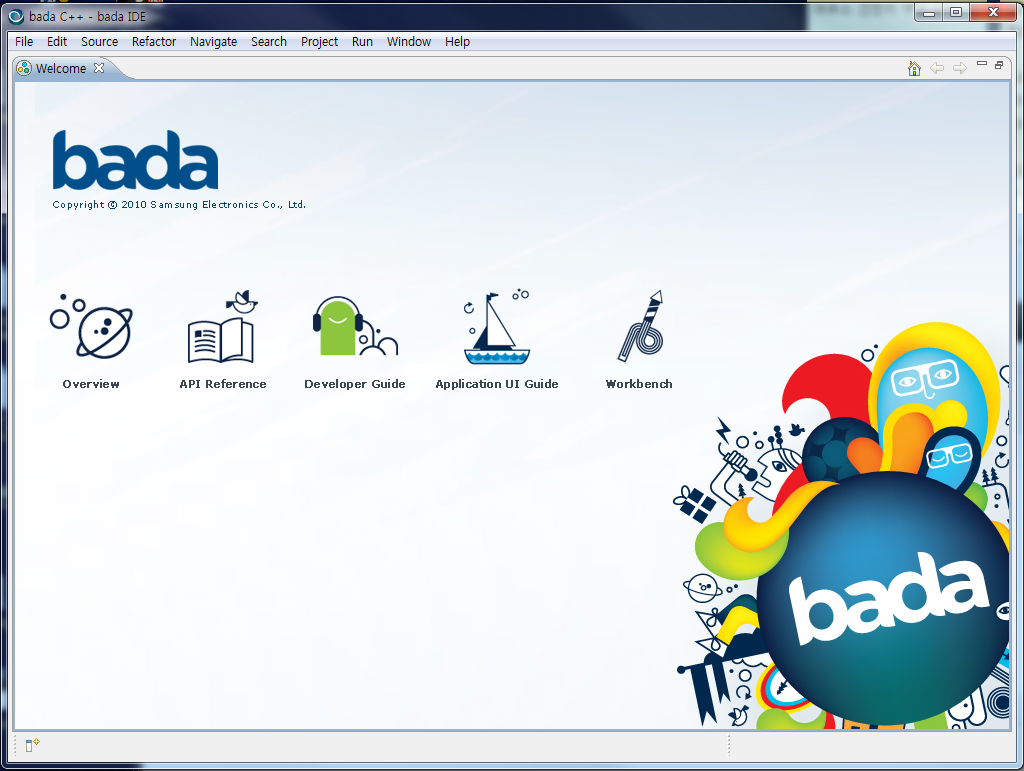 bada C++ - bada IDE
File Edit Source Refactor Navigate Search Project Run Window Help
Welcome
bada
Copyright © 2010 Samsung Electronics Co., Ltd.
Overview API Reference Developer Guide Application UI Guide Workbench
bada